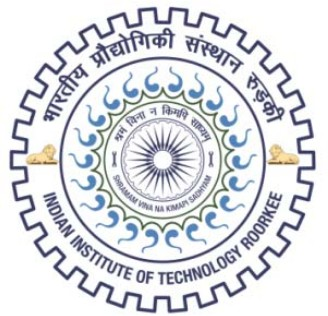 भारतीय प्रौद्योगिकी संस्थान रुड़की
श्रमं विना न किमपि साध्यम्
SHRAMAM VINA NA KIMAPI SADHYAM
INDIAN INSTITUTE OF TECHNOLOGY ROORKEE